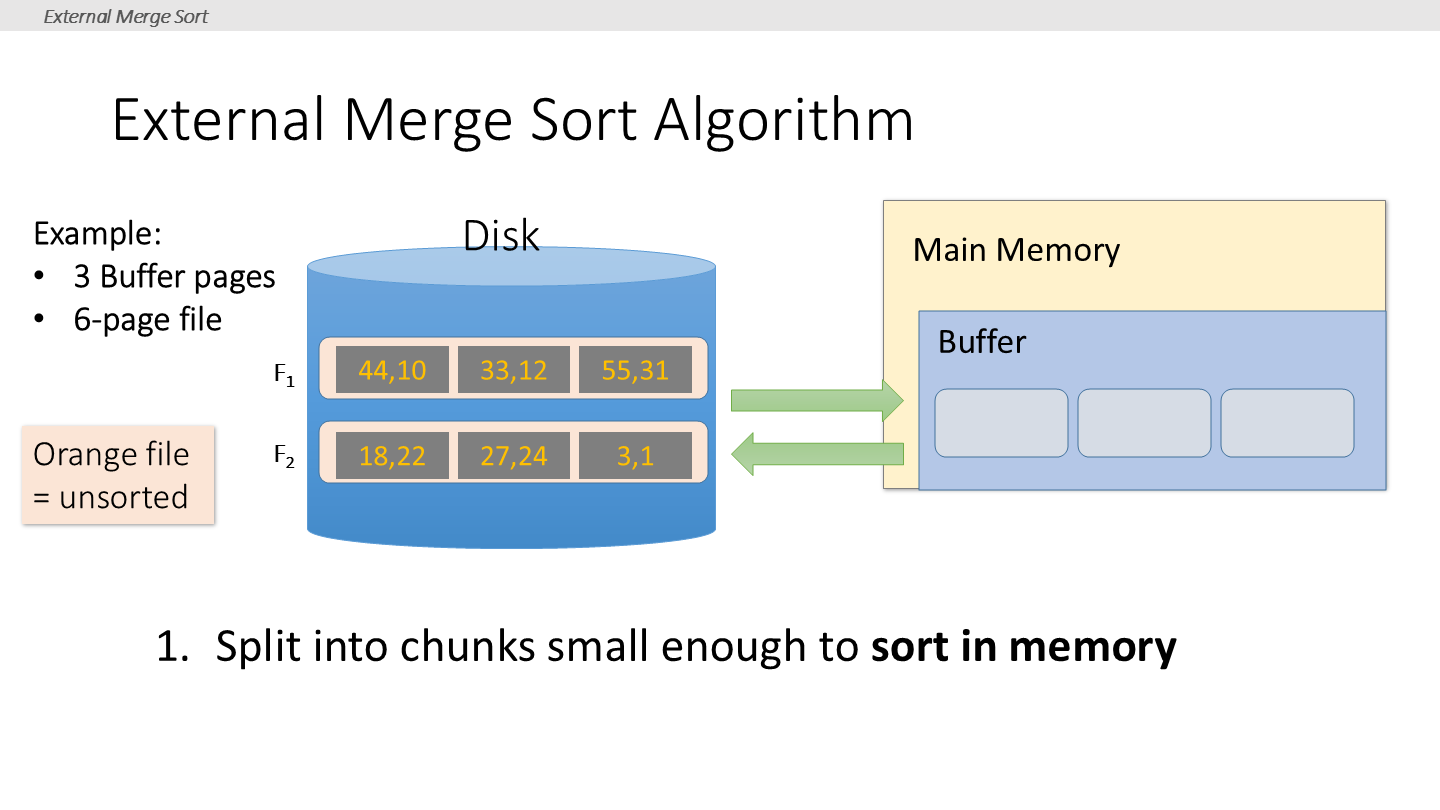 External Merge Sort
External Merge Sort Algorithm
Example:
• 3 Buffer pages
• 6-page file
Disk
F1
44,10 33,12 55,31
F2
18,22 27,24 3,1
Orange file
= unsorted
Main Memory
Buffer
1. Split into chunks small enough to sort in memory